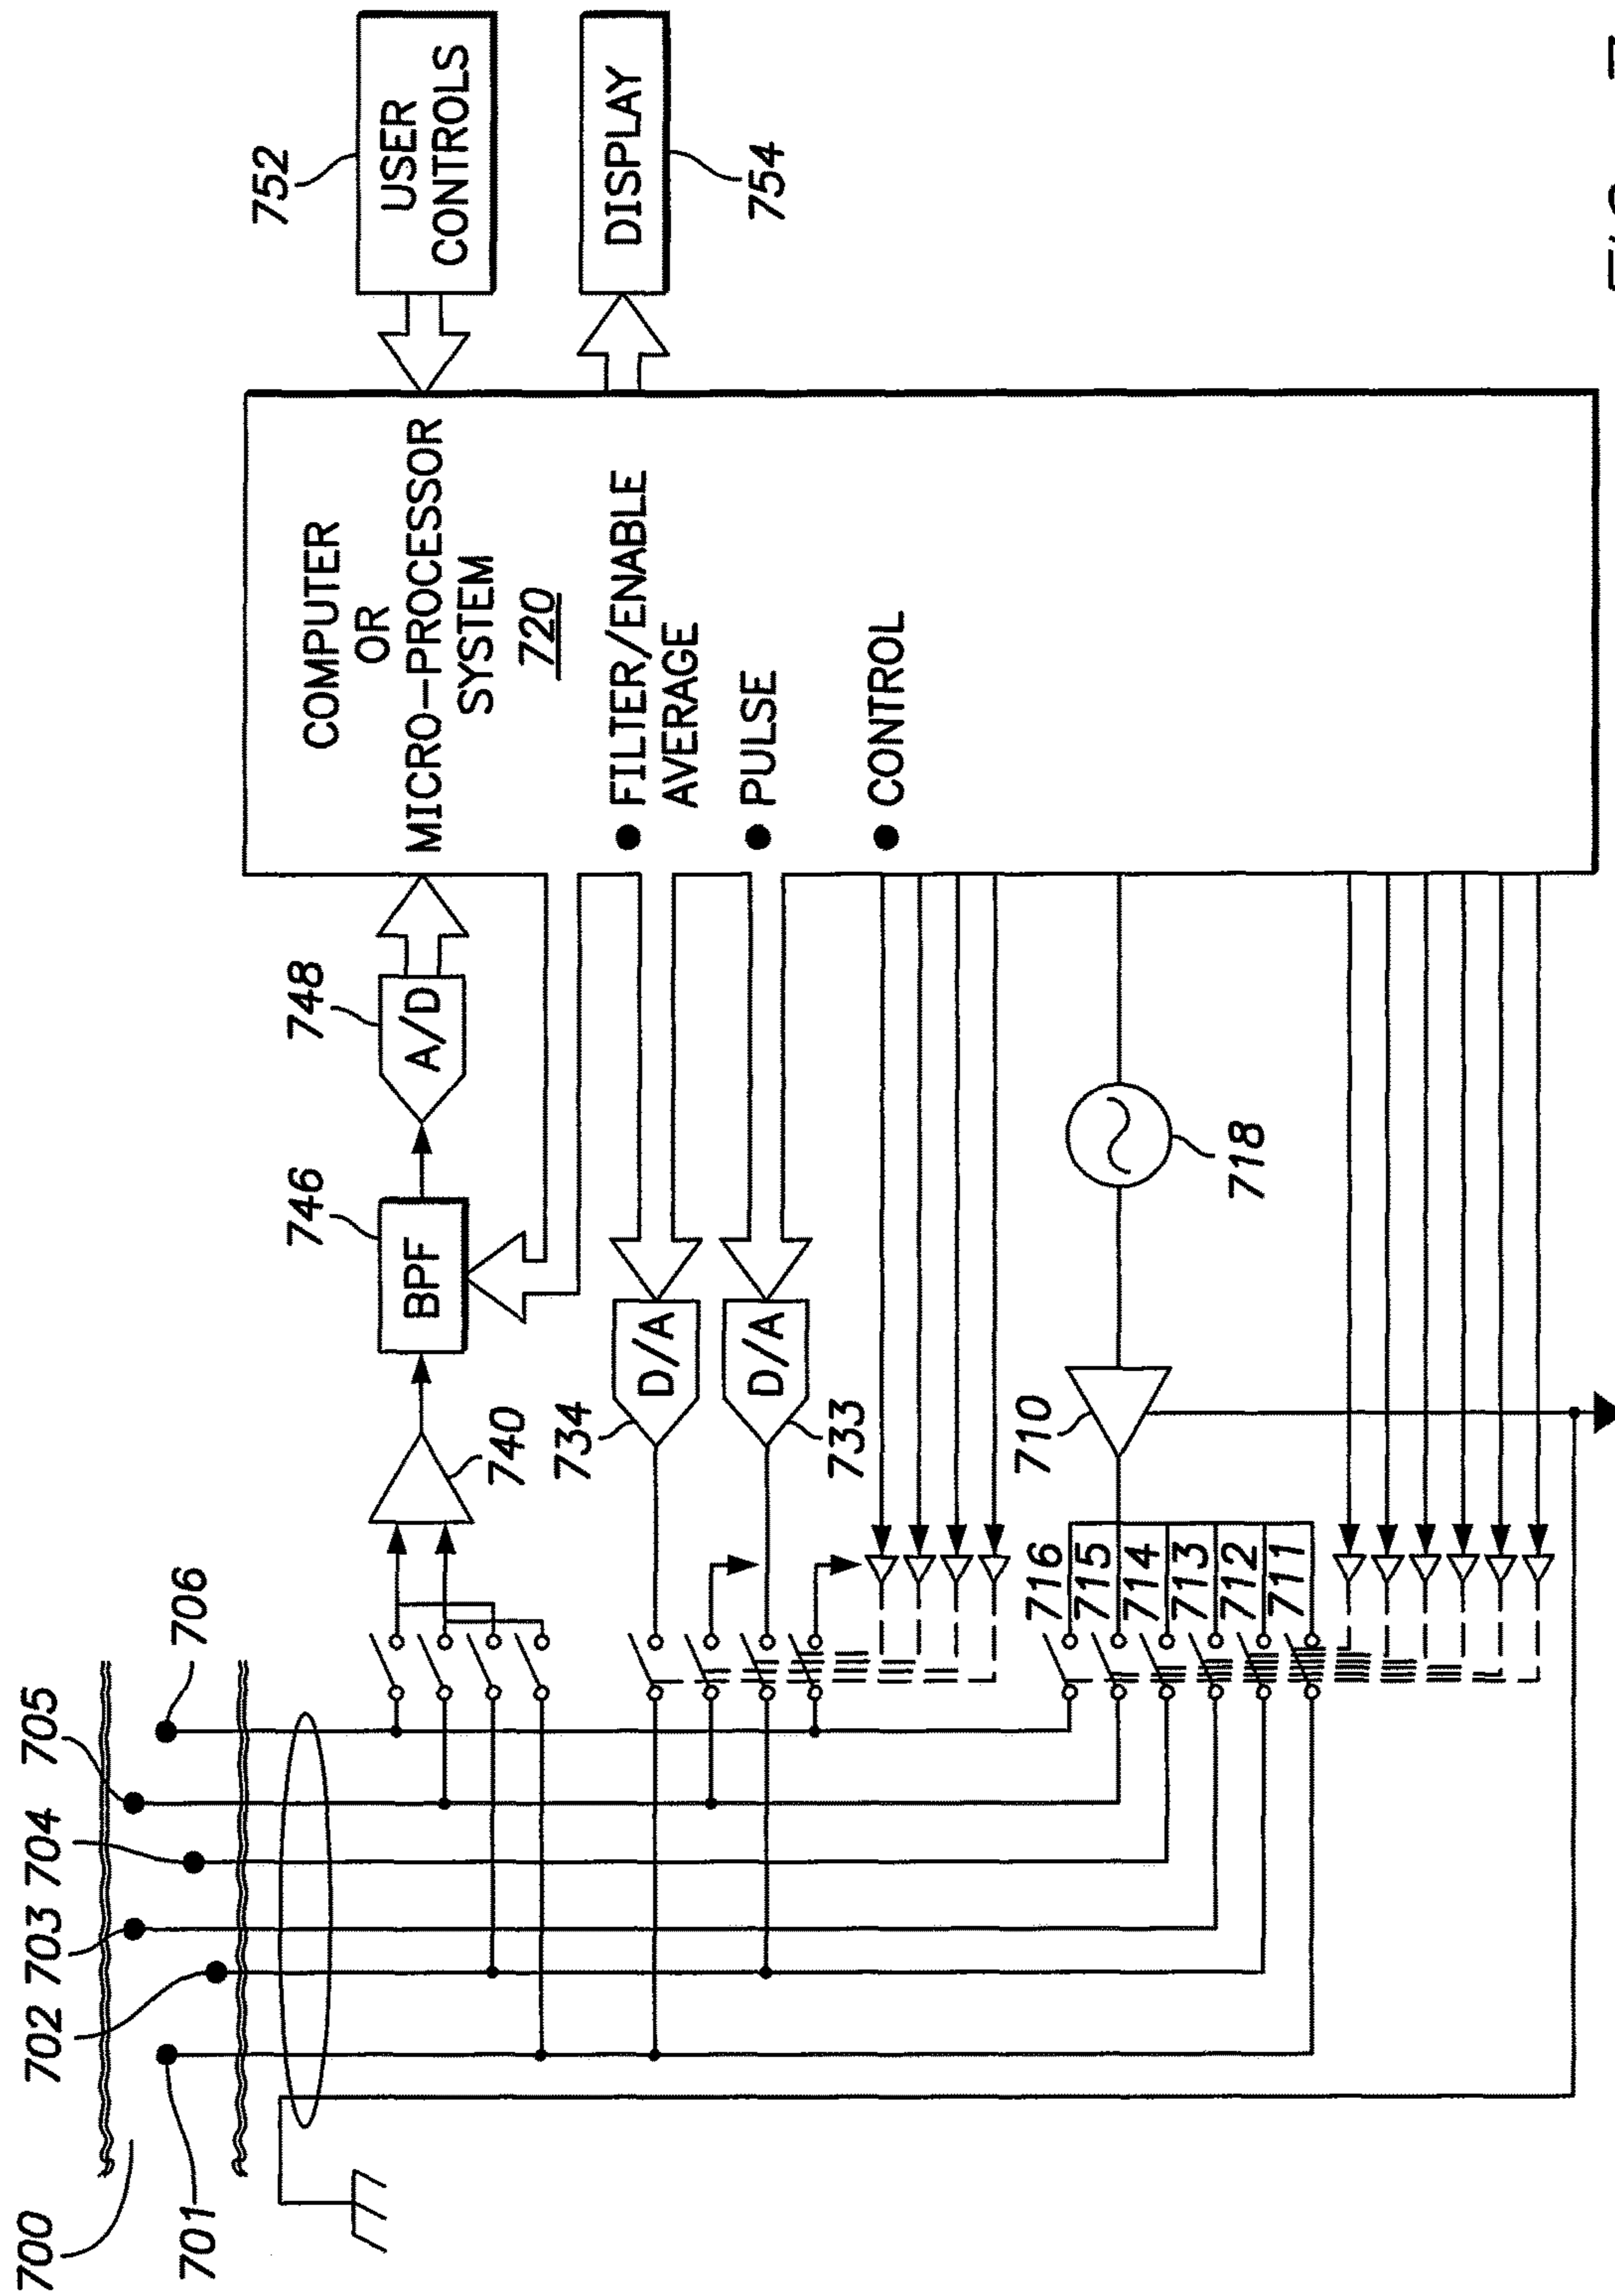 700
702
703
704
705
701
706
740
746
BPF
748
A/D
COMPUTER
OR
MICRO-PROCESSOR
SYSTEM
720
● FILTER/ENABLE
AVERAGE
● PULSE
● CONTROL
752
USER
CONTROLS
DISPLAY
754
734
D/A
D/A
733
710
718
716
715
714
713
712
711